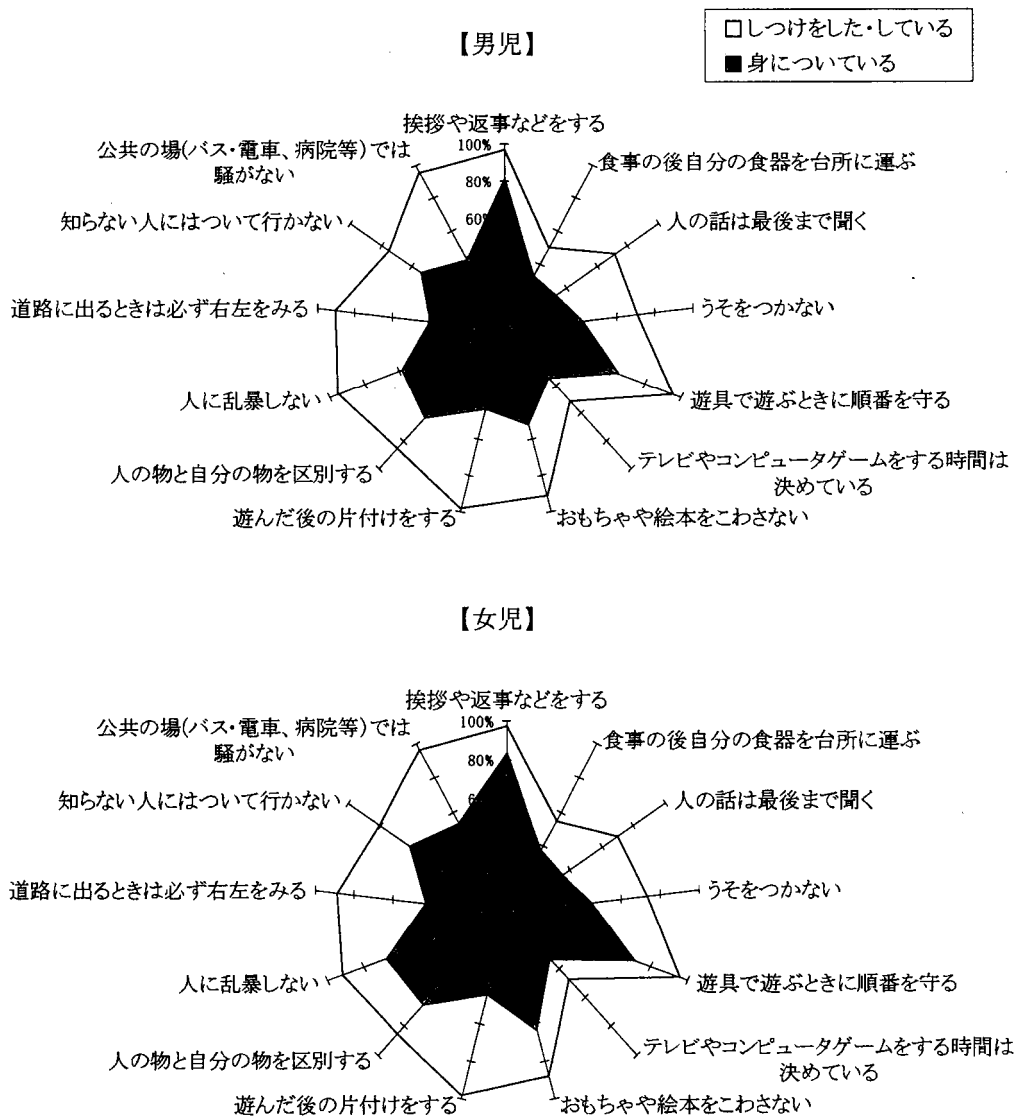 □しつけをした・している
■身についている
【男児】
挨拶や返事などをする
100%
80%
60%
食事の後自分の食器を台所に運ぶ
人の話は最後まで聞く
うそをつかない
遊具で遊ぶときに順番を守る
テレビやコンピュータゲームをする時間は
決めている
おもちゃや絵本をこわさない
遊んだ後の片付けをする
人の物と自分の物を区別する
人に乱暴しない
道路に出るときは必ず右左をみる
知らない人にはついて行かない
公共の場(バス・電車、病院等)では
騒がない
【女児】
挨拶や返事などをする
100%
80%
食事の後自分の食器を台所に運ぶ
人の話は最後まで聞く
うそをつかない
遊具で遊ぶときに順番を守る
テレビやコンピュータゲームをする時間は
決めている
おもちゃや絵本をこわさない
遊んだ後の片付けをする
人の物と自分の物を区別する
人に乱暴しない
道路に出るときは必ず右左をみる
知らない人にはついて行かない
公共の場(バス・電車、病院等)では
騒がない